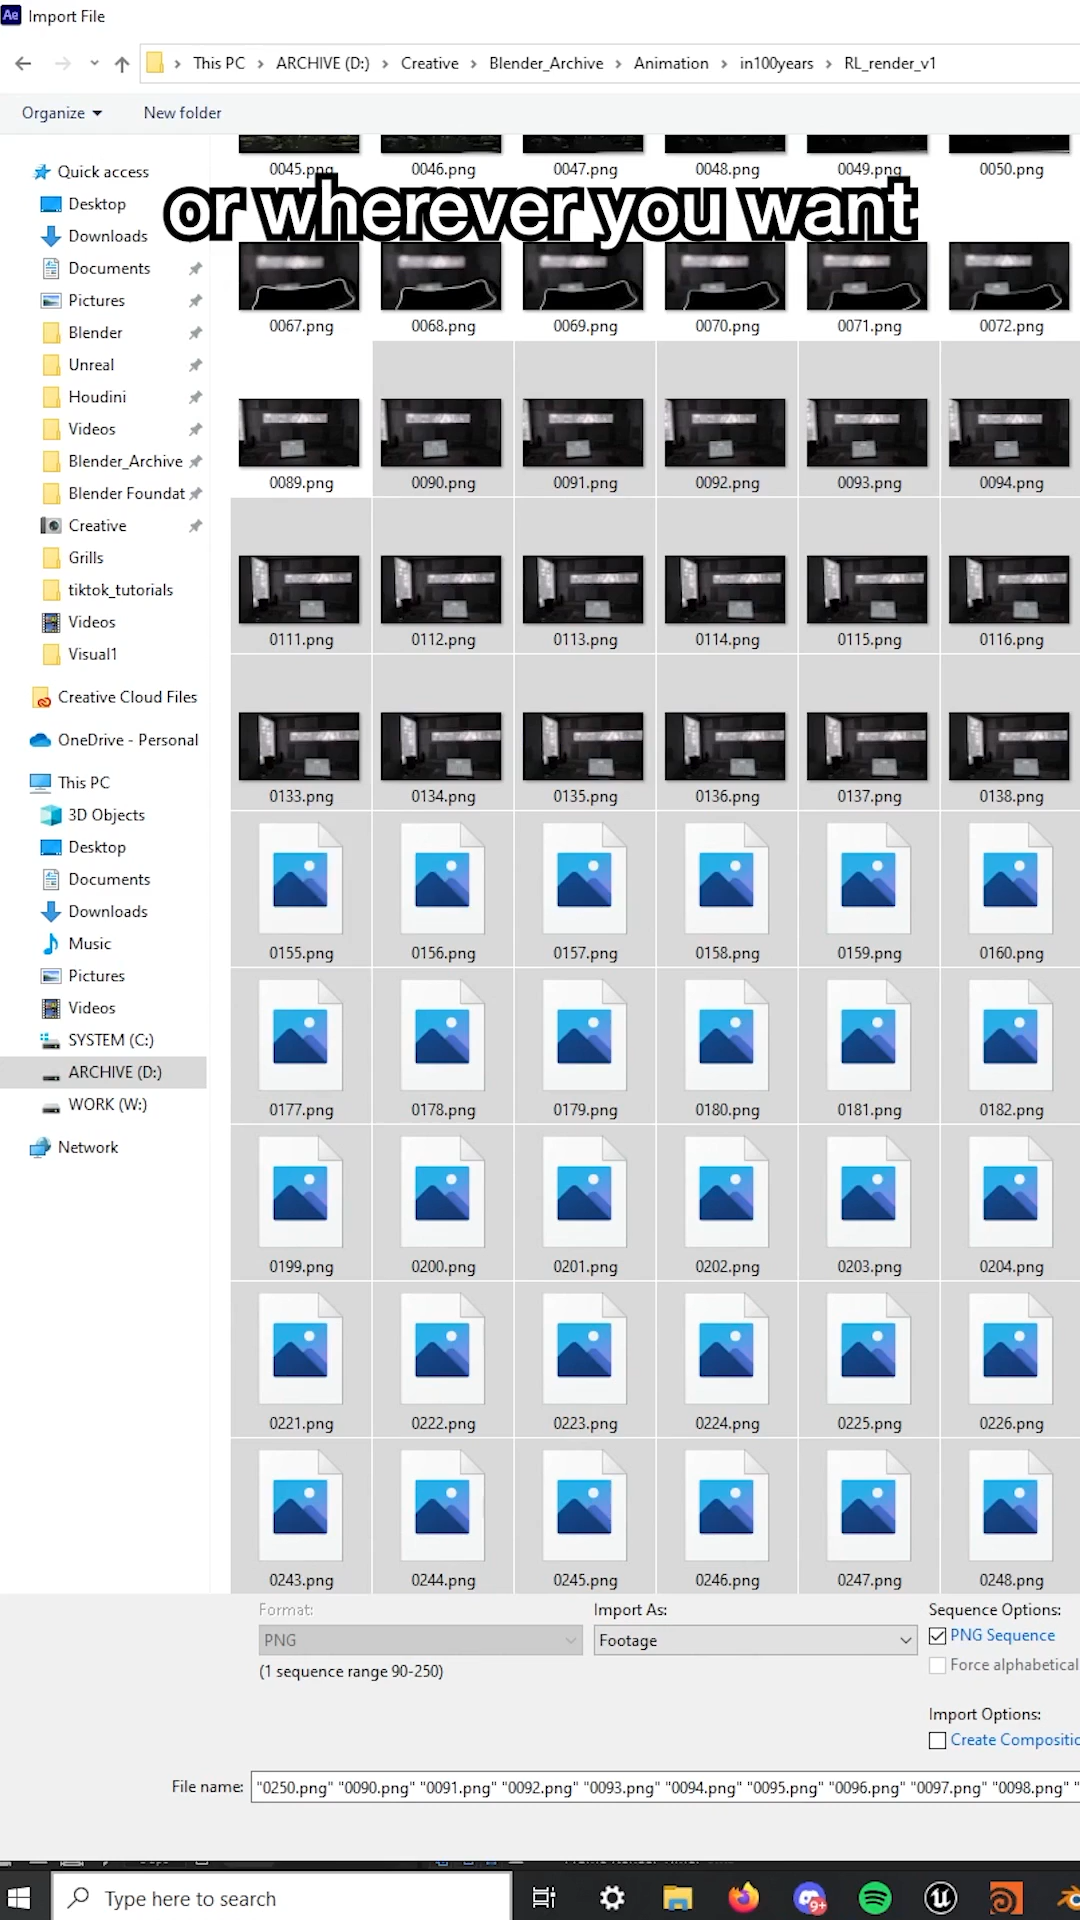 Ae Import File
This PC > ARCHIVE (D:) > Creative > Blender_Archive > Animation > in100years > RL_render_v1
Organize New folder
0045.png 0046.png 0047.png 0048.png 0049.png 0050.png
or wherever you want
0067.png 0068.png 0069.png 0070.png 0071.png 0072.png
0089.png 0090.png 0091.png 0092.png 0093.png 0094.png
0111.png 0112.png 0113.png 0114.png 0115.png 0116.png
0133.png 0134.png 0135.png 0136.png 0137.png 0138.png
0155.png 0156.png 0157.png 0158.png 0159.png 0160.png
0177.png 0178.png 0179.png 0180.png 0181.png 0182.png
0199.png 0200.png 0201.png 0202.png 0203.png 0204.png
0221.png 0222.png 0223.png 0224.png 0225.png 0226.png
0243.png 0244.png 0245.png 0246.png 0247.png 0248.png
Quick access
Desktop
Downloads
Documents
Pictures
Blender
Unreal
Houdini
Videos
Blender_Archive
Blender Foundat
Creative
Grills
tiktok_tutorials
Videos
Visual1
Creative Cloud Files
OneDrive - Personal
This PC
3D Objects
Desktop
Documents
Downloads
Music
Pictures
Videos
SYSTEM (C:)
ARCHIVE (D:)
WORK (W:)
Network
Format: Import As: Sequence Options:
PNG Footage PNG Sequence
(1 sequence range 90-250) Force alphabetical
Import Options:
Create Compositio
File name: "0250.png" "0090.png" "0091.png" "0092.png" "0093.png" "0094.png" "0095.png" "0096.png" "0097.png" "0098.png" "
Type here to search
9+